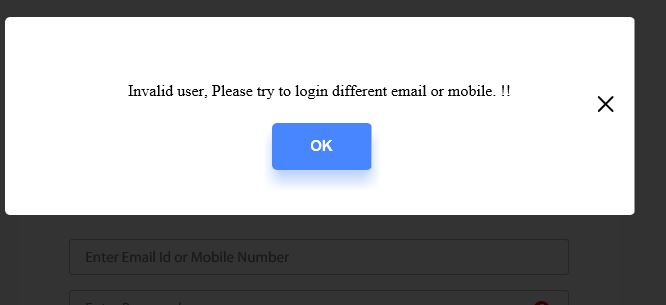 Invalid user, Please try to login different email or mobile. !!
OK
Enter Email Id or Mobile Number